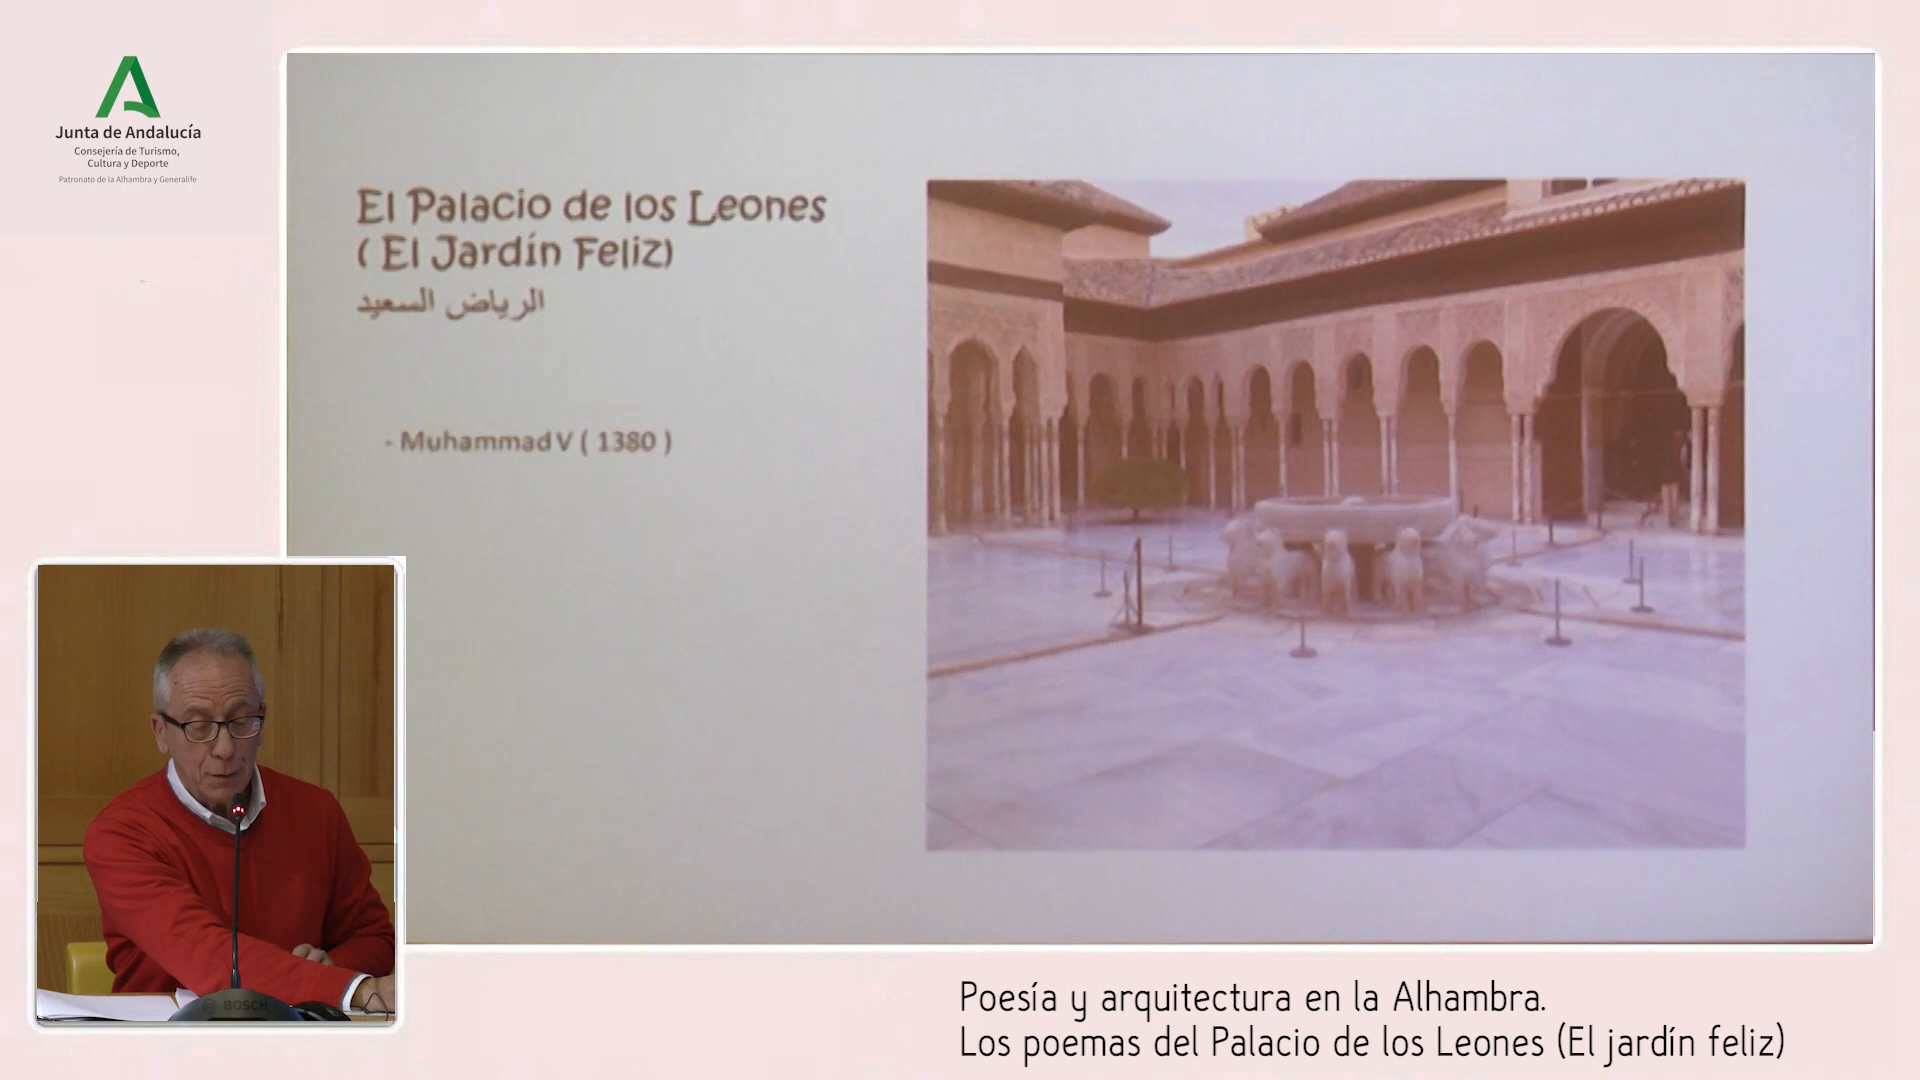 Junta de Andalucía
Consejería de Turismo,
Cultura y Deporte
Patronato de la Alhambra y Generalife
El Palacio de los Leones
( El Jardín Feliz)
الرياض السعيد
- Muhammad V ( 1380 )
BOSCH
Poesía y arquitectura en la Alhambra.
Los poemas del Palacio de los Leones (El jardín feliz)